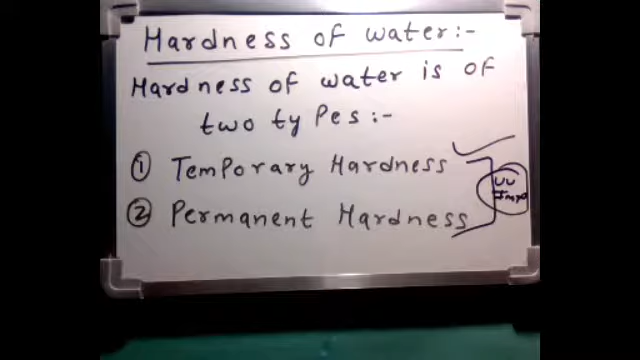 Hardness of water:-
Hardness of water is of
two types:-
① Temporary Hardness
② Permanent Hardness